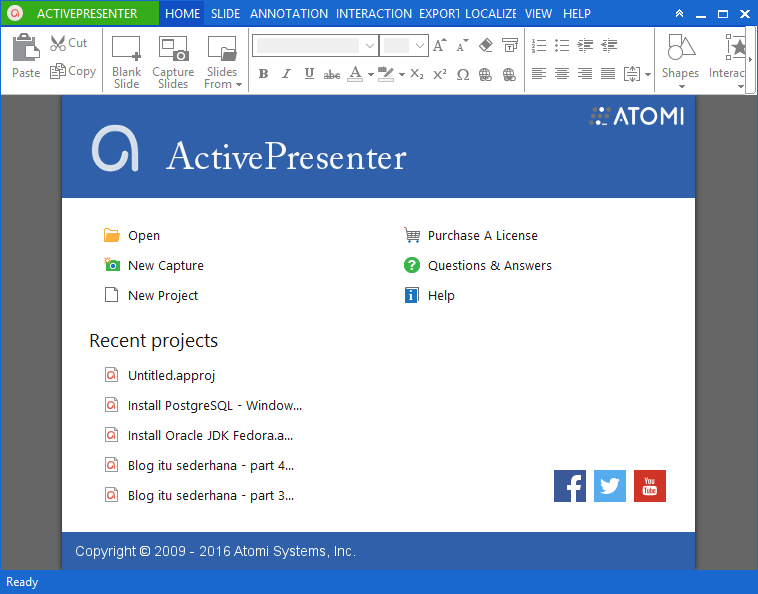 ACTIVEPRESENTER HOME SLIDE ANNOTATION INTERACTION EXPORT LOCALIZE VIEW HELP
Cut
Copy
Paste
Blank
Slide
Capture
Slides
Slides
From
A A
B I U abc A X₂ X² Ω
Shapes
Interac
ATOMI
ActivePresenter
Open
New Capture
New Project
Purchase A License
Questions & Answers
Help
Recent projects
Untitled.approj
Install PostgreSQL - Window...
Install Oracle JDK Fedora.a...
Blog itu sederhana - part 4...
Blog itu sederhana - part 3...
You
Tube
Copyright © 2009 - 2016 Atomi Systems, Inc.
Ready